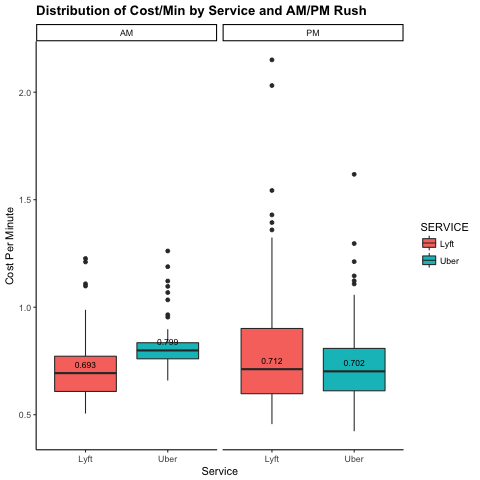 Distribution of Cost/Min by Service and AM/PM Rush
AM
PM
Cost Per Minute
2.0
1.5
1.0
0.5
0.693
0.799
0.712
0.702
Lyft
Uber
Lyft
Uber
Service
SERVICE
Lyft
Uber